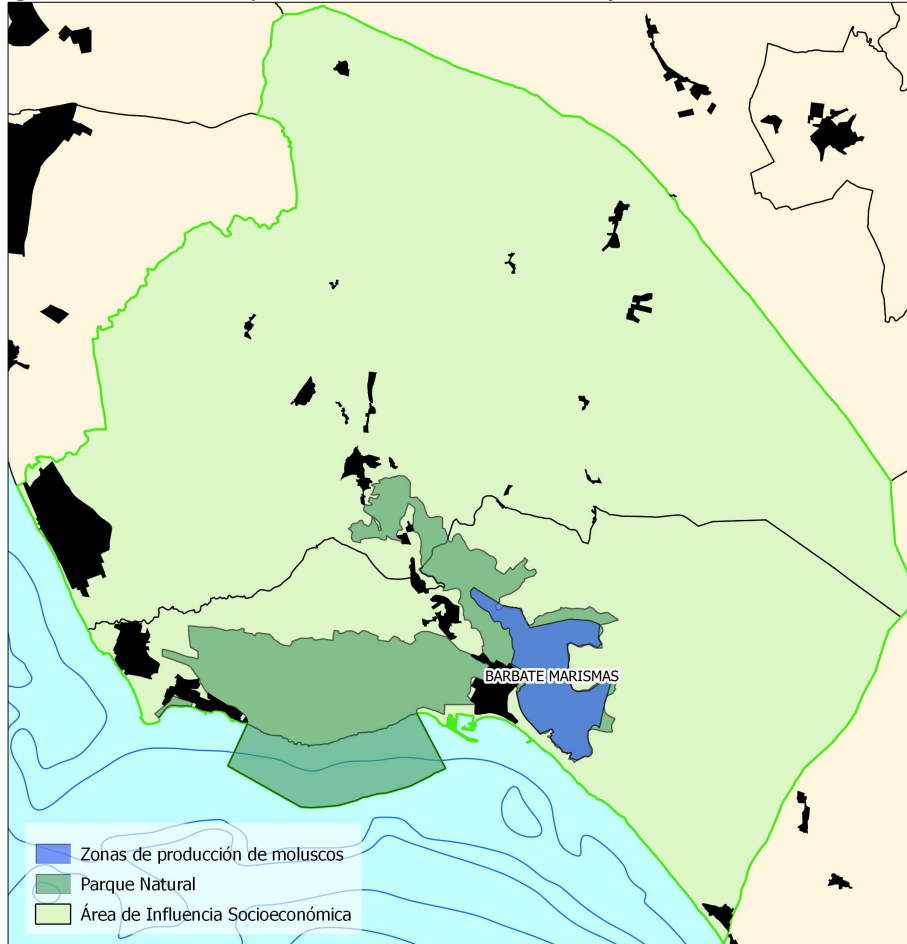 BARBATE MARISMAS
Zonas de producción de moluscos
Parque Natural
Área de Influencia Socioeconómica